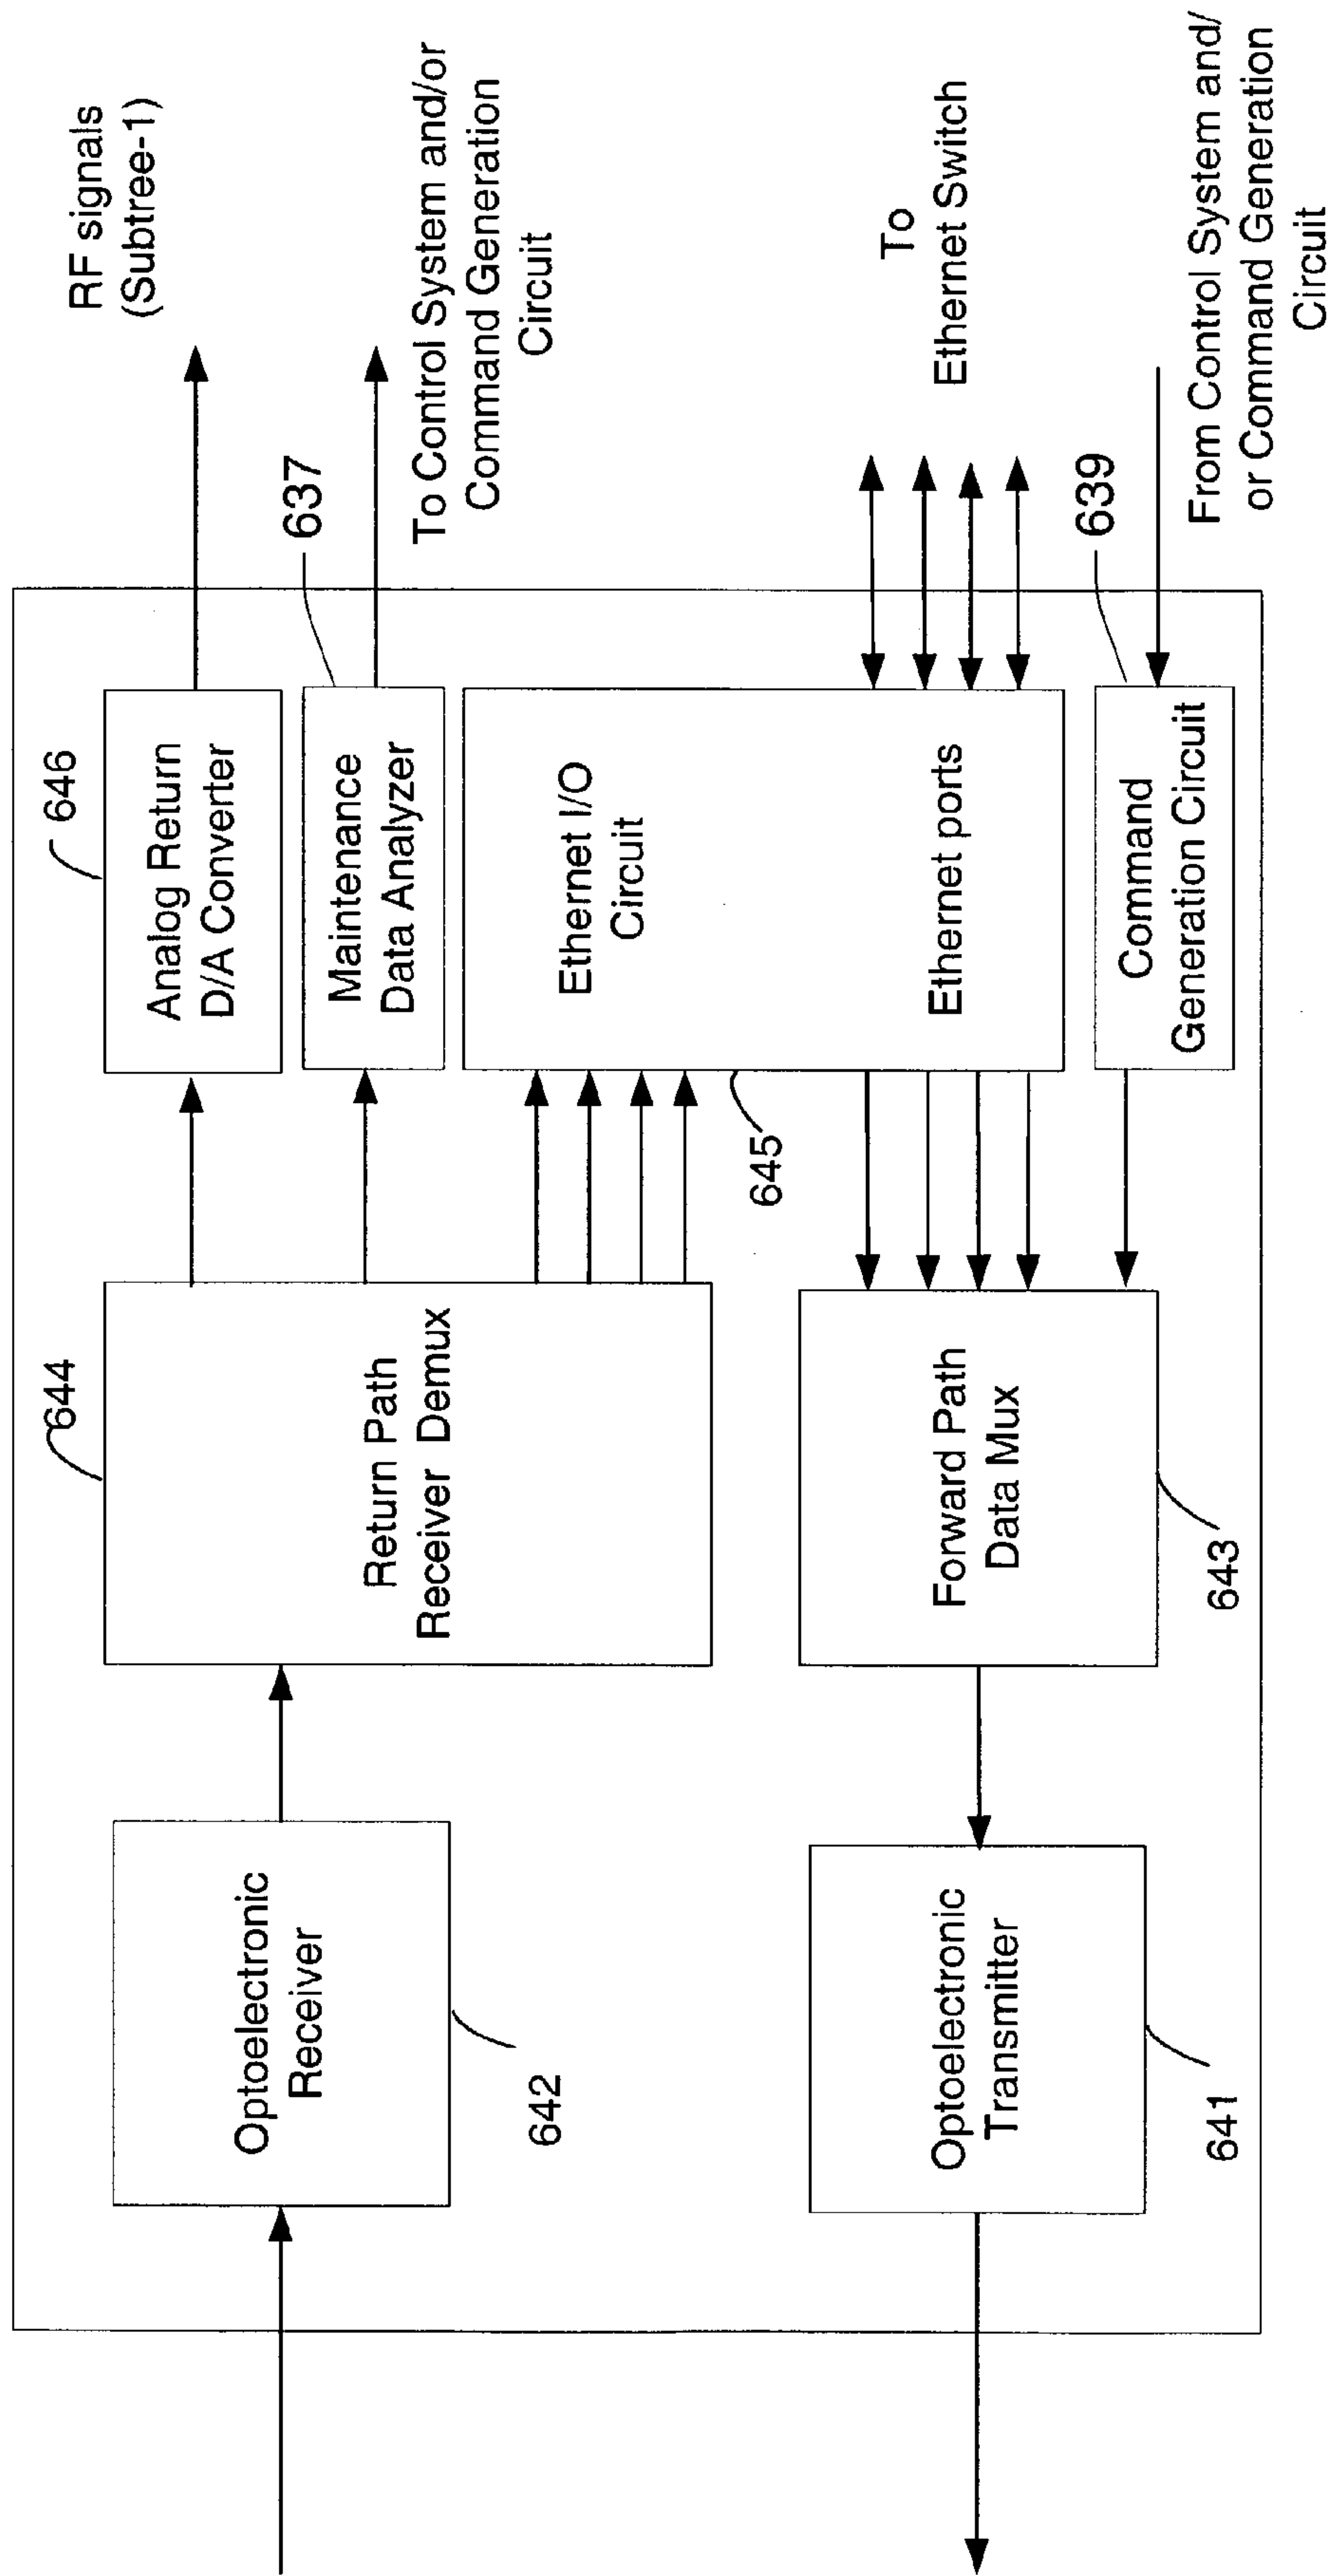 RF signals
(Subtree-1)
646
Analog Return
D/A Converter
637
Maintenance
Data Analyzer
To Control System and/or
Command Generation
Circuit
644
Return Path
Receiver Demux
Optoelectronic
Receiver
642
Ethernet I/O
Circuit
Ethernet ports
645
To
Ethernet Switch
639
Command
Generation Circuit
From Control System and/
or Command Generation
Circuit
Forward Path
Data Mux
643
Optoelectronic
Transmitter
641